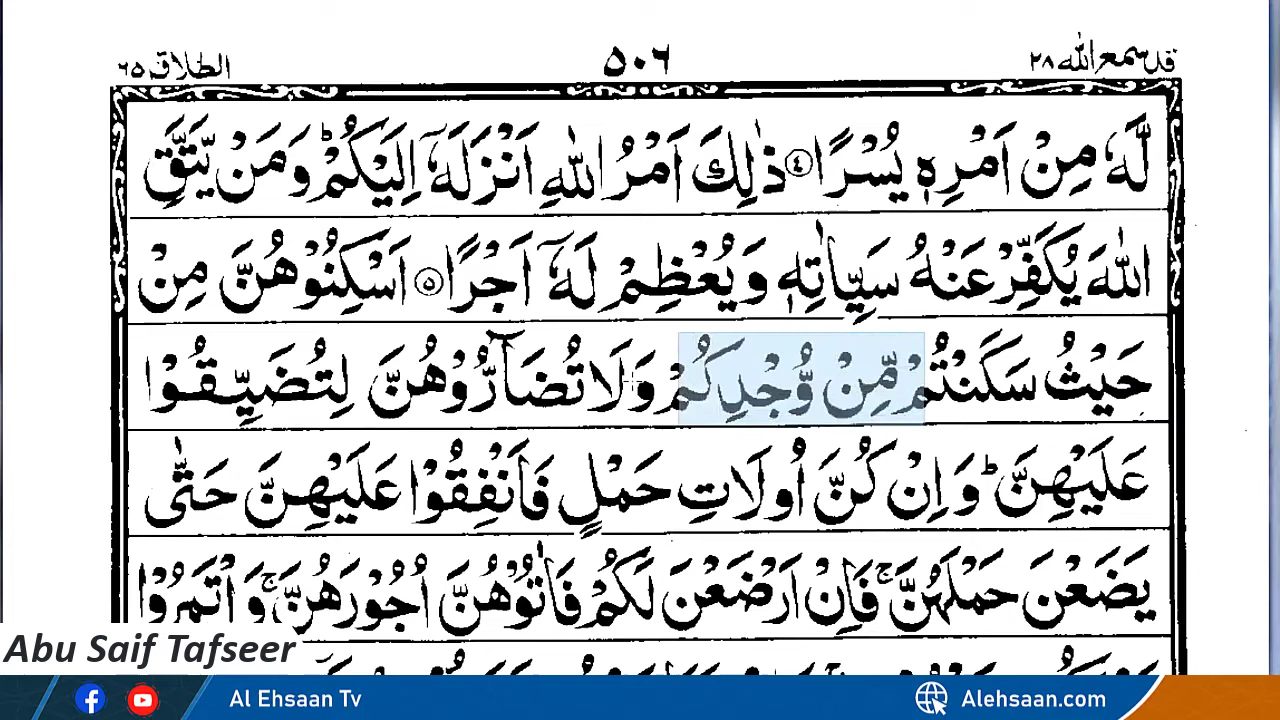 قد سمع الله ٢٨
٥٠٦
الطلاق ٦٥
لَّهٗ مِنْ اَمْرِهٖ يُسْرًا ﴿٤﴾ ذٰلِكَ اَمْرُ اللّٰهِ اَنْزَلَهٗۤ اِلَيْكُمْ ؕ وَمَنْ يَّتَّقِ
اللّٰهَ يُكَفِّرْ عَنْهُ سَيِّاٰتِهٖ وَيُعْظِمْ لَهٗۤ اَجْرًا ﴿٥﴾ اَسْكِنُوْهُنَّ مِنْ
حَيْثُ سَكَنْتُمْ مِّنْ وُّجْدِكُمْ وَلَا تُضَآرُّوْهُنَّ لِتُضَيِّقُوْا
عَلَيْهِنَّ ؕ وَاِنْ كُنَّ اُولَاتِ حَمْلٍ فَاَنْفِقُوْا عَلَيْهِنَّ حَتّٰى
يَضَعْنَ حَمْلَهُنَّ ۚ فَاِنْ اَرْضَعْنَ لَكُمْ فَاٰتُوْهُنَّ اُجُوْرَهُنَّ ۚ وَاْتَمِرُوْا
Abu Saif Tafseer
Al Ehsaan Tv
Alehsaan.com